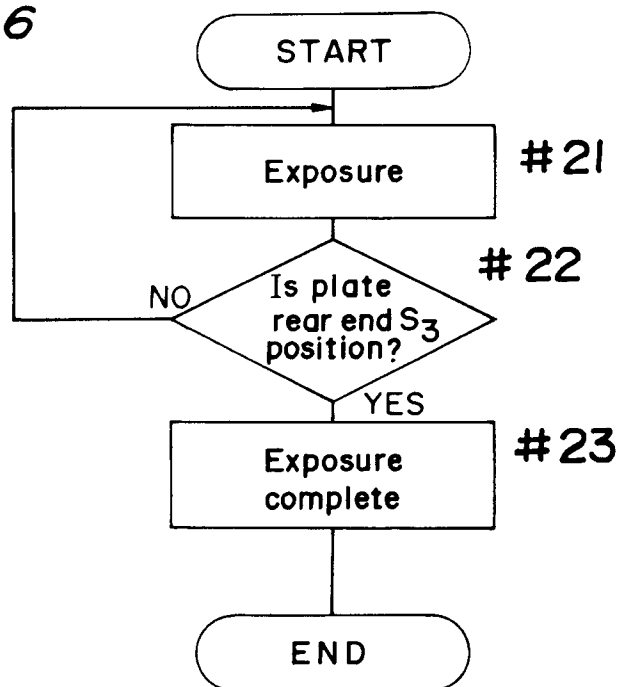 6
START
Exposure
#21
#22
Is plate
rear end S₃
position?
NO
YES
Exposure
complete
#23
END